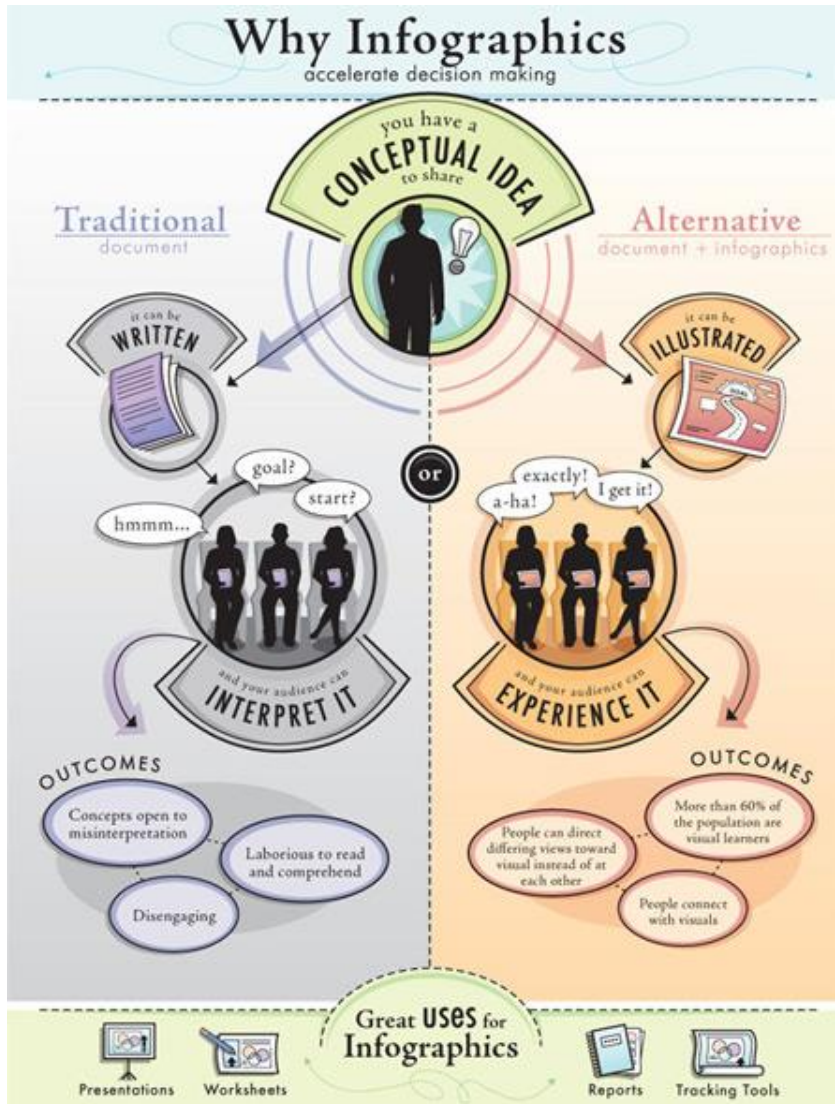 Why Infographics
accelerate decision making
you have a
CONCEPTUAL IDEA
to share
Traditional
document
Alternative
document + infographics
it can be
WRITTEN
it can be
ILLUSTRATED
GOAL
or
hmmm...
goal?
start?
a-ha!
exactly!
I get it!
and your audience can
INTERPRET IT
and your audience can
EXPERIENCE IT
OUTCOMES
Concepts open to
misinterpretation
Laborious to read
and comprehend
Disengaging
OUTCOMES
More than 60% of
the population are
visual learners
People can direct
differing views toward
visual instead of at
each other
People connect
with visuals
Great USES for
Infographics
Presentations
Worksheets
Reports
Tracking Tools